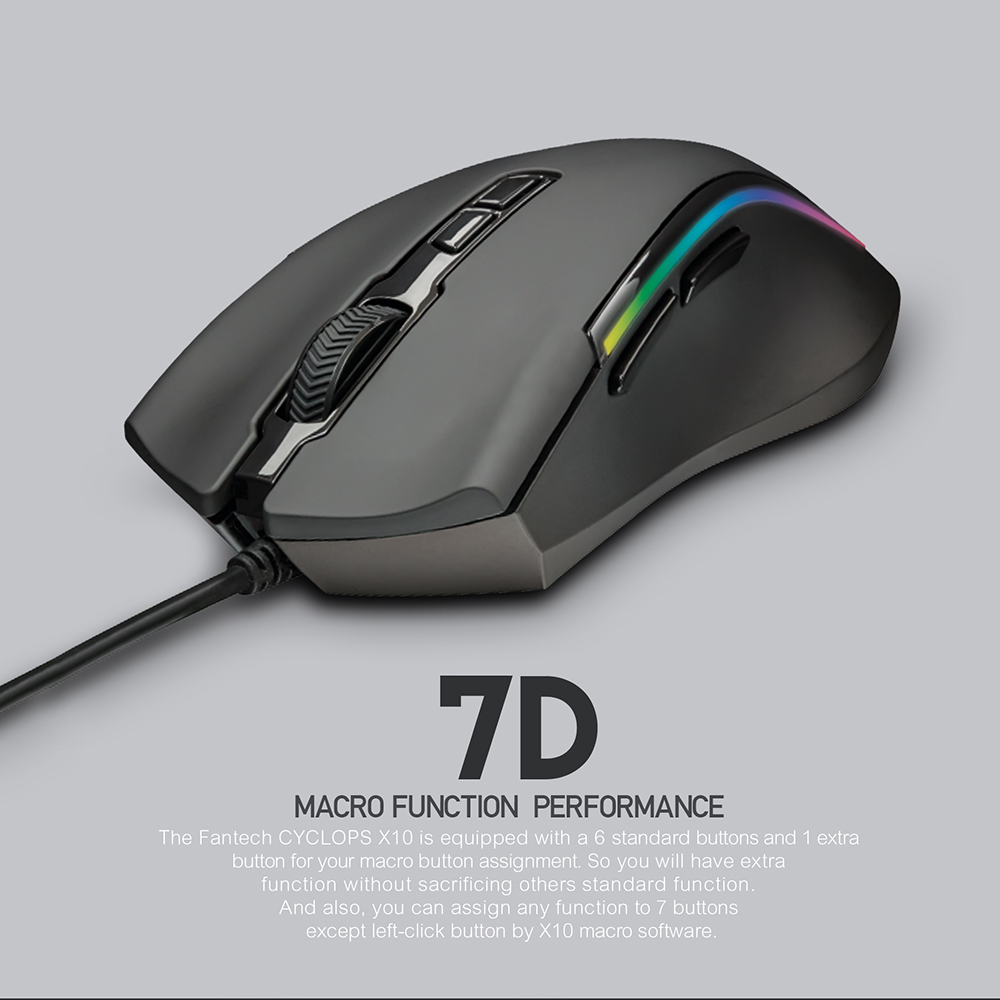 7D
MACRO FUNCTION PERFORMANCE
The Fantech CYCLOPS X10 is equipped with a 6 standard buttons and 1 extra
button for your macro button assignment. So you will have extra
function without sacrificing others standard function.
And also, you can assign any function to 7 buttons
except left-click button by X10 macro software.